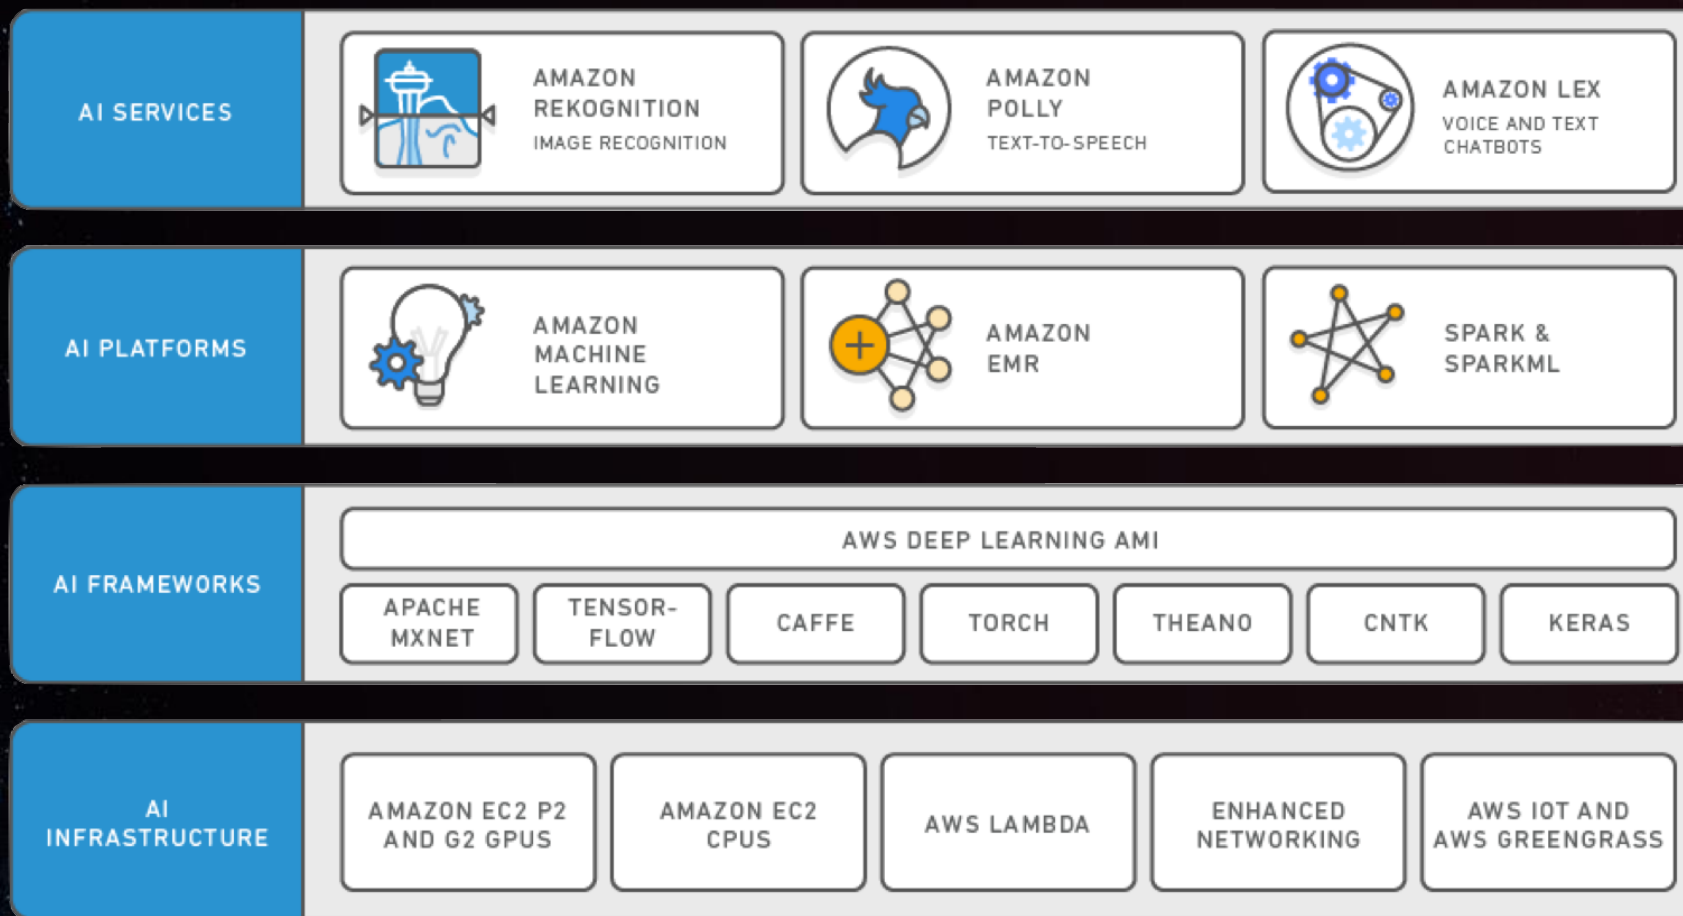 AI SERVICES
AMAZON
REKOGNITION
IMAGE RECOGNITION
AMAZON
POLLY
TEXT-TO-SPEECH
AMAZON LEX
VOICE AND TEXT
CHATBOTS
AI PLATFORMS
AMAZON
MACHINE
LEARNING
AMAZON
EMR
SPARK &
SPARKML
AI FRAMEWORKS
AWS DEEP LEARNING AMI
APACHE
MXNET
TENSOR-
FLOW
CAFFE
TORCH
THEANO
CNTK
KERAS
AI
INFRASTRUCTURE
AMAZON EC2 P2
AND G2 GPUS
AMAZON EC2
CPUS
AWS LAMBDA
ENHANCED
NETWORKING
AWS IOT AND
AWS GREENGRASS